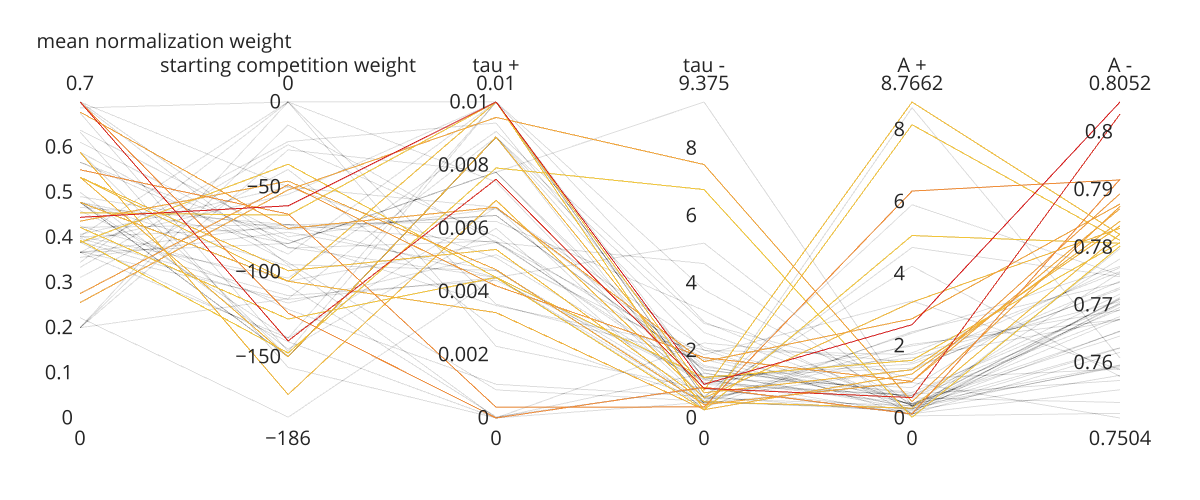 mean normalization weight
starting competition weight tau + tau - A + A -
0.7 0 0.01 9.375 8.7662 0.8052
0 0.01
8 0.8
0.6 8
0.008
0.5 −50 0.79
6 6
0.4 0.006 0.78
0.3 −100 4 4
0.004 0.77
0.2
−150 0.002 2 2 0.76
0.1
0 0 0 0
0 −186 0 0 0 0.7504